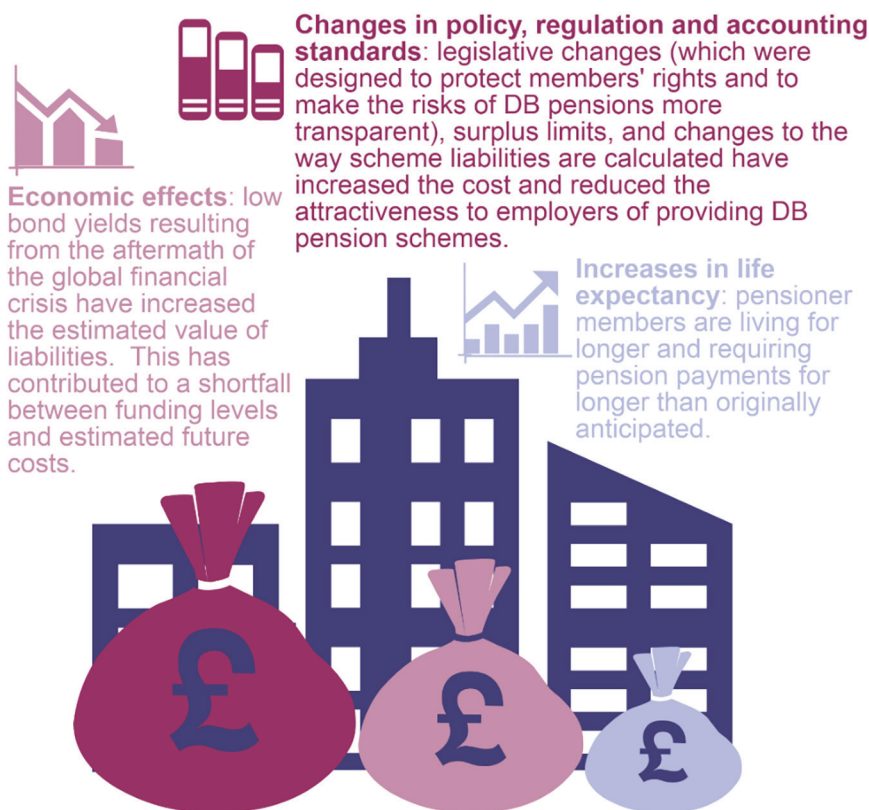 Changes in policy, regulation and accounting
standards: legislative changes (which were
designed to protect members' rights and to
make the risks of DB pensions more
transparent), surplus limits, and changes to the
way scheme liabilities are calculated have
increased the cost and reduced the
attractiveness to employers of providing DB
pension schemes.
Economic effects: low
bond yields resulting
from the aftermath of
the global financial
crisis have increased
the estimated value of
liabilities.  This has
contributed to a shortfall
between funding levels
and estimated future
costs.
Increases in life
expectancy: pensioner
members are living for
longer and requiring
pension payments for
longer than originally
anticipated.
£
£
£